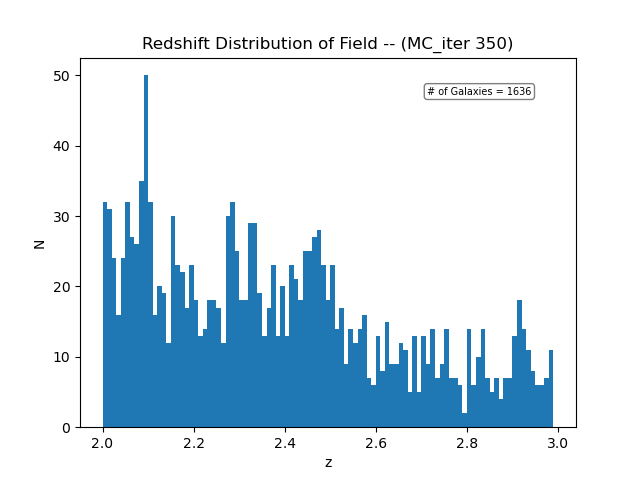 Redshift Distribution of Field -- (MC_iter 350)
# of Galaxies = 1636
50
40
30
20
10
0
N
2.0 2.2 2.4 2.6 2.8 3.0
z